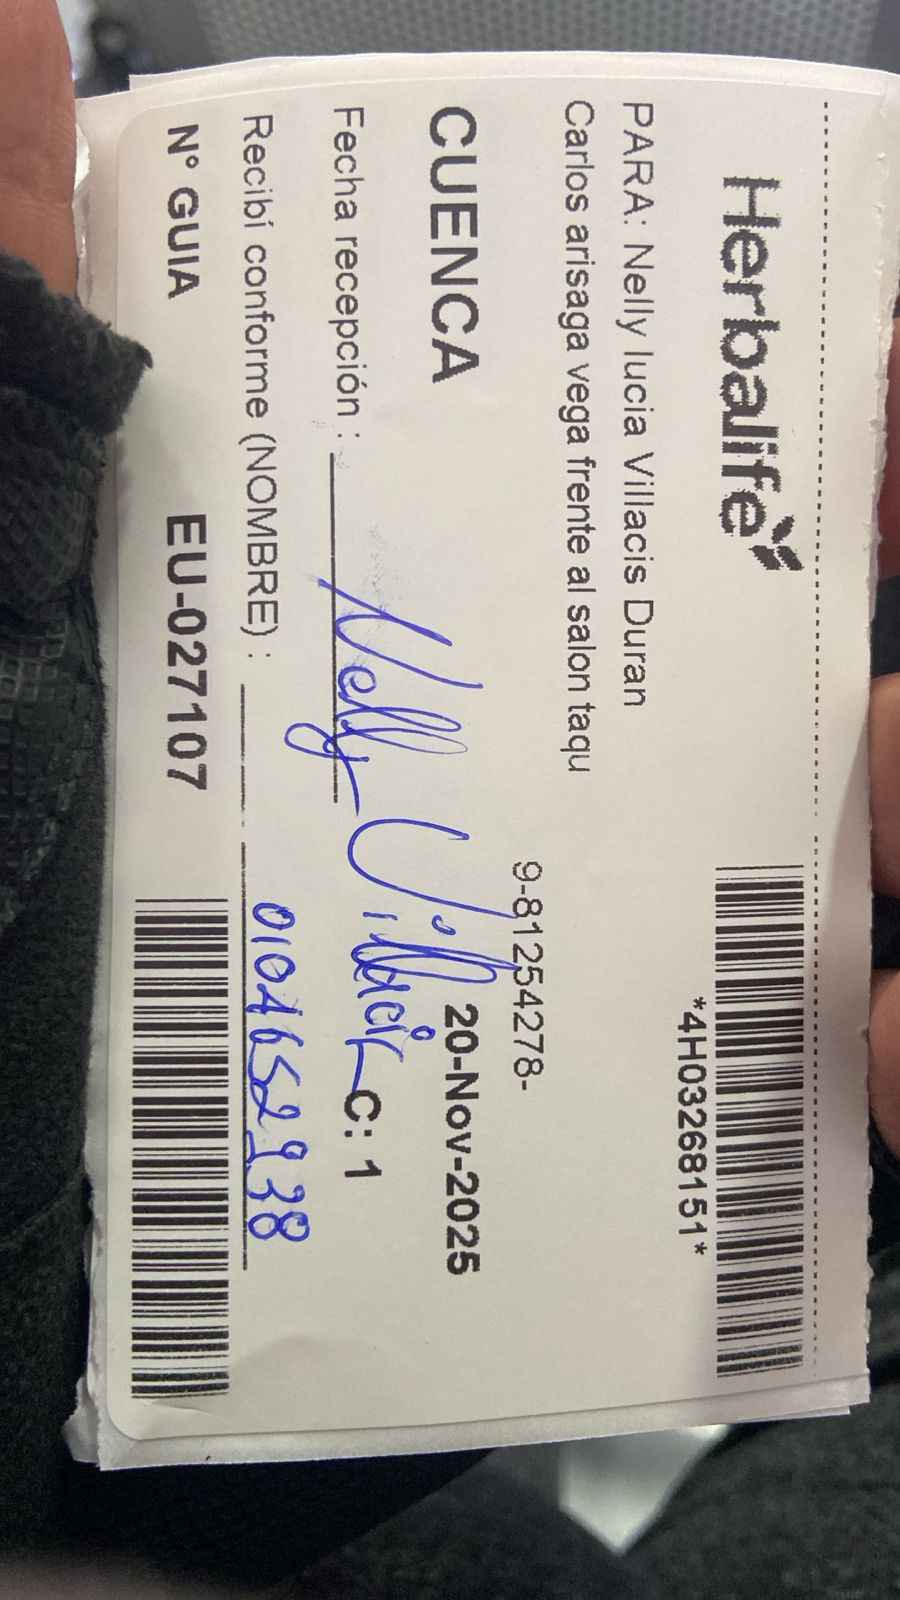 Herbalife
*4H03268151*
PARA: Nelly lucia Villacis Duran
Carlos arisaga vega frente al salon taqu
9-81254278-
CUENCA
20-Nov-2025
Fecha recepción :
Nelly Villacis
C: 1
Recibí conforme (NOMBRE) :
0104652938
N° GUIA
EU-027107